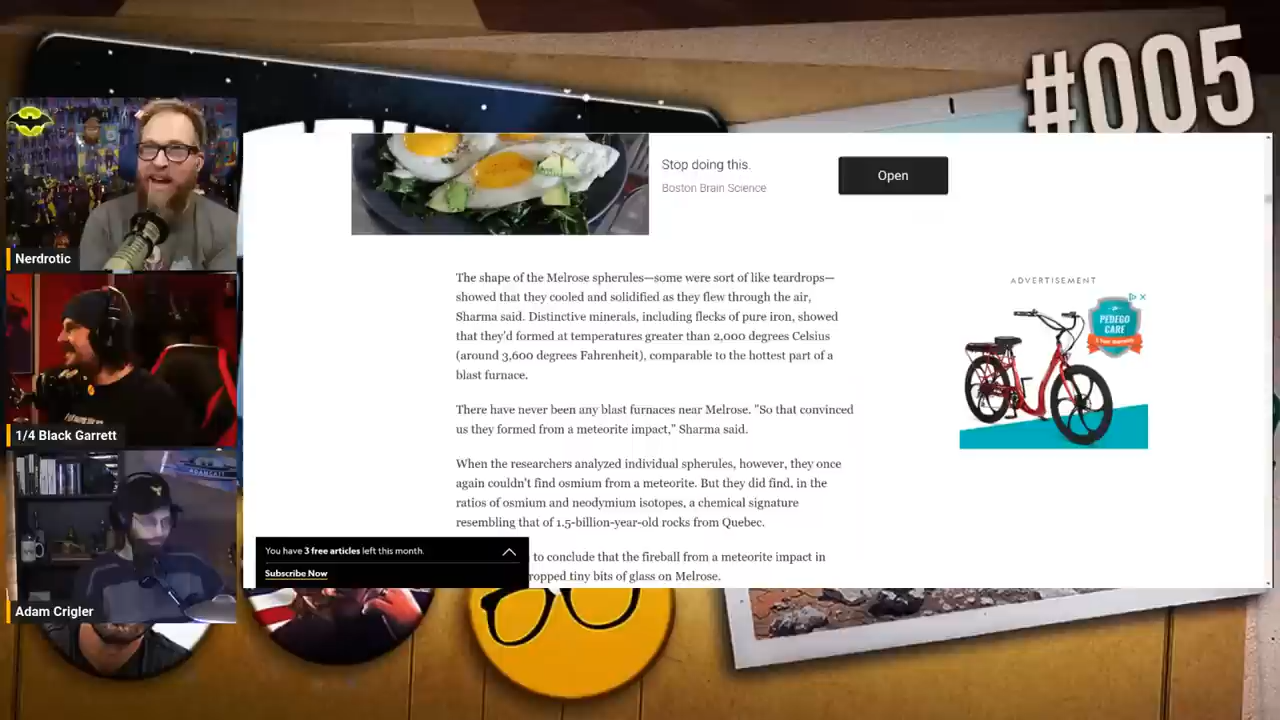 #005
Nerdrotic
1/4 Black Garrett
Adam Crigler
Stop doing this.
Boston Brain Science
Open
The shape of the Melrose spherules—some were sort of like teardrops—
showed that they cooled and solidified as they flew through the air,
Sharma said. Distinctive minerals, including flecks of pure iron, showed
that they'd formed at temperatures greater than 2,000 degrees Celsius
(around 3,600 degrees Fahrenheit), comparable to the hottest part of a
blast furnace.
There have never been any blast furnaces near Melrose. "So that convinced
us they formed from a meteorite impact," Sharma said.
When the researchers analyzed individual spherules, however, they once
again couldn't find osmium from a meteorite. But they did find, in the
ratios of osmium and neodymium isotopes, a chemical signature
resembling that of 1.5-billion-year-old rocks from Quebec.
to conclude that the fireball from a meteorite impact in
ropped tiny bits of glass on Melrose.
You have 3 free articles left this month.
Subscribe Now
ADVERTISEMENT
PEDEGO
CARE